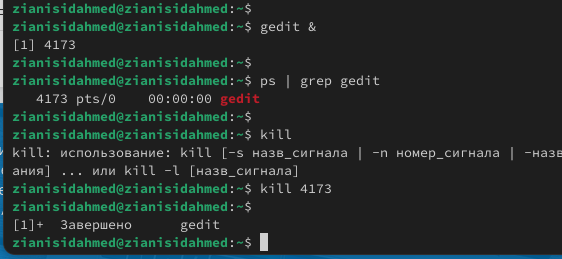 zianisidahmed@zianisidahmed:~$
zianisidahmed@zianisidahmed:~$ gedit &
[1] 4173
zianisidahmed@zianisidahmed:~$
zianisidahmed@zianisidahmed:~$ ps | grep gedit
   4173 pts/0    00:00:00 gedit
zianisidahmed@zianisidahmed:~$
zianisidahmed@zianisidahmed:~$ kill
kill: использование: kill [-s назв_сигнала | -n номер_сигнала | -назв
ания] ... или kill -l [назв_сигнала]
zianisidahmed@zianisidahmed:~$ kill 4173
zianisidahmed@zianisidahmed:~$
[1]+  Завершено      gedit
zianisidahmed@zianisidahmed:~$